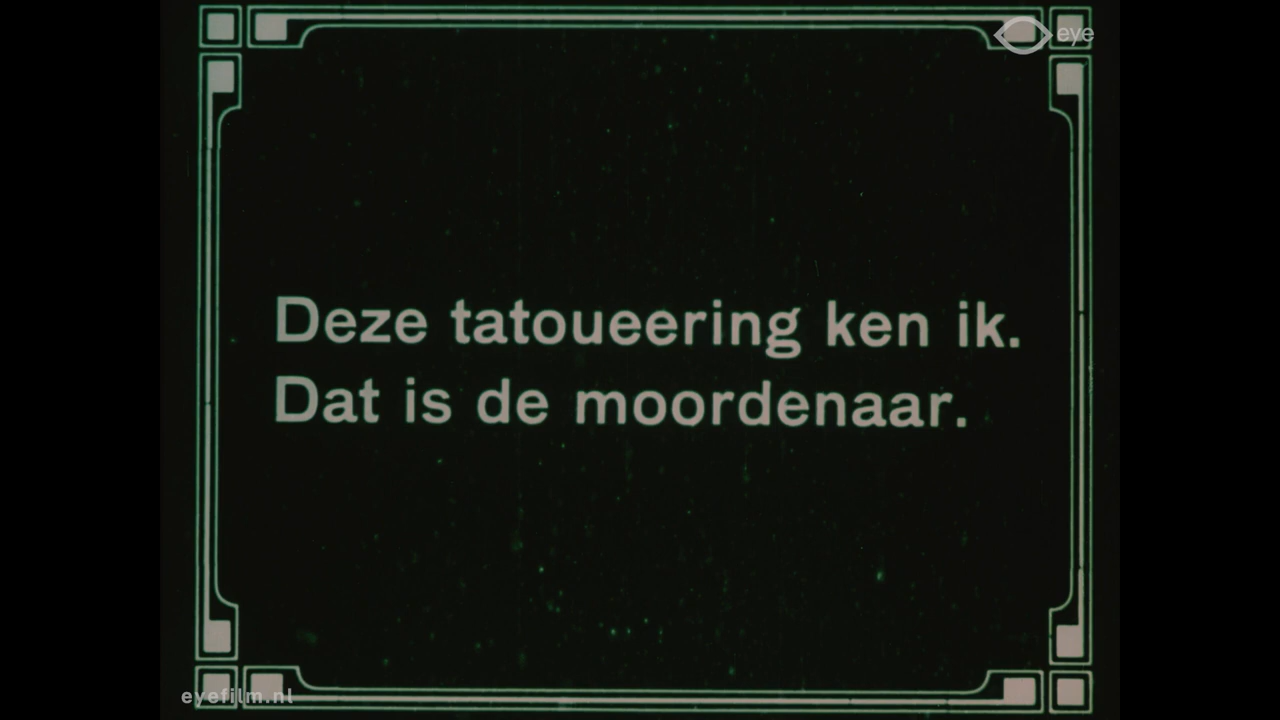 eye
Deze tatoueering ken ik.
Dat is de moordenaar.
eyefilm.nl